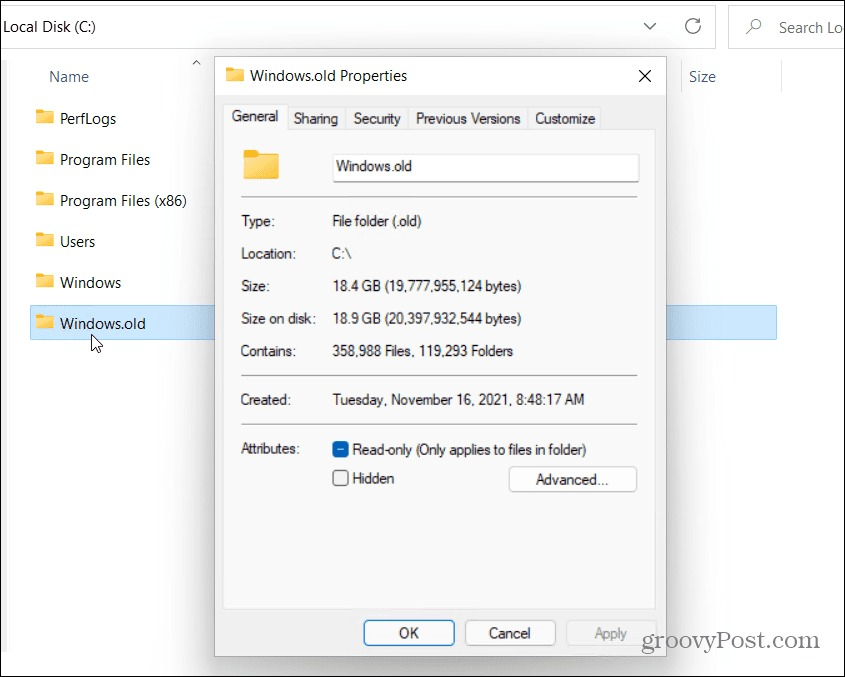 Local Disk (C:)
Search Lo
Name
Size
PerfLogs
Program Files
Program Files (x86)
Users
Windows
Windows.old
Windows.old Properties
General Sharing Security Previous Versions Customize
Windows.old
Type: File folder (.old)
Location: C:\
Size: 18.4 GB (19,777,955,124 bytes)
Size on disk: 18.9 GB (20,397,932,544 bytes)
Contains: 358,988 Files, 119,293 Folders
Created: Tuesday, November 16, 2021, 8:48:17 AM
Attributes: Read-only (Only applies to files in folder)
Hidden Advanced...
OK Cancel Apply
groovyPost.com